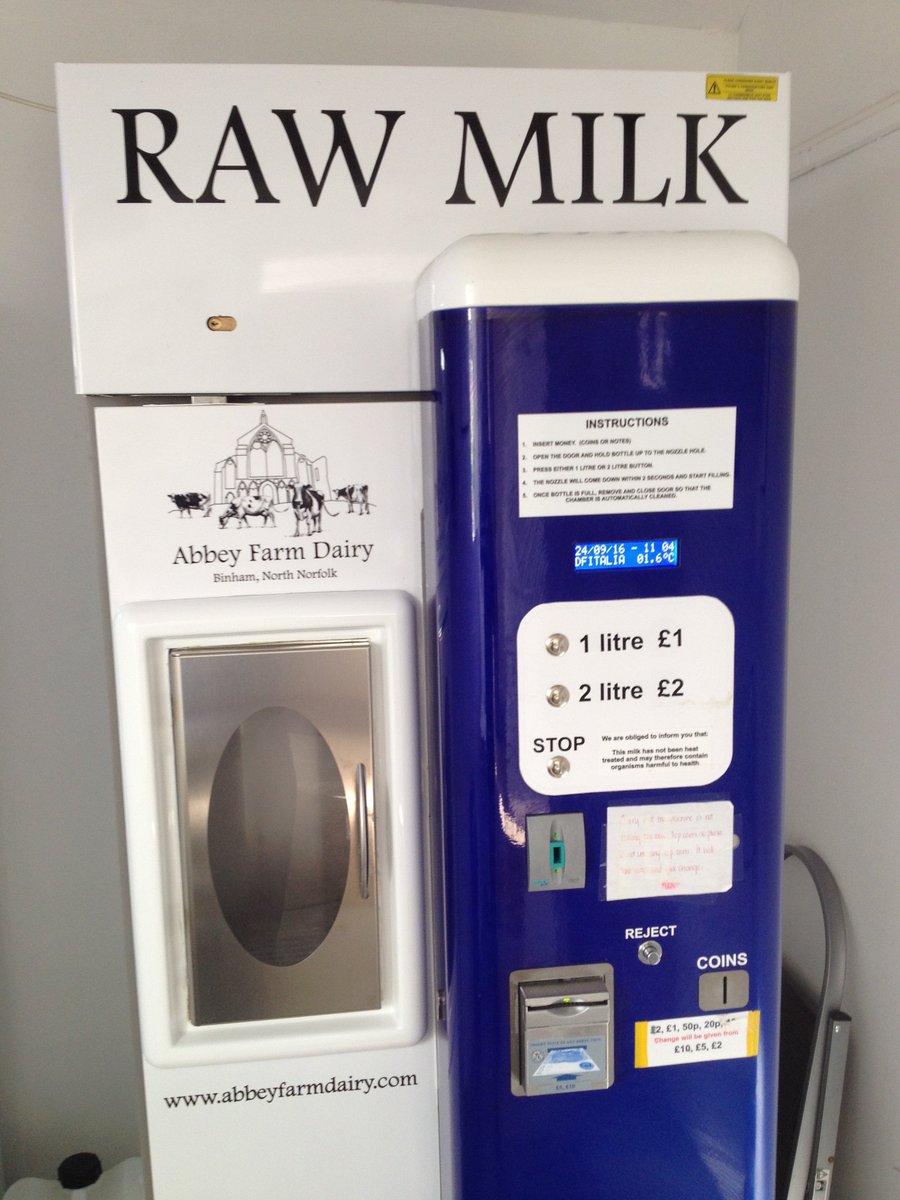 RAW MILK
INSTRUCTIONS
1. INSERT MONEY. (COINS OR NOTES)
2. OPEN THE DOOR AND HOLD BOTTLE UP TO THE NOZZLE HOLE.
3. PRESS EITHER 1 LITRE OR 2 LITRE BUTTON.
4. THE NOZZLE WILL COME DOWN WITHIN 2 SECONDS AND START FILLING.
5. ONCE BOTTLE IS FULL, REMOVE AND CLOSE DOOR SO THAT THE
CHAMBER IS AUTOMATICALLY CLEANED.
Abbey Farm Dairy
Binham, North Norfolk
24/09/16 - 11 04
DFITALIA 01.6°C
1 litre £1
2 litre £2
STOP
We are obliged to inform you that:
This milk has not been heat
treated and may therefore contain
organisms harmful to health
the machine is not
REJECT
COINS
£2, £1, 50p, 20p,
Change will be given from
£10, £5, £2
£5, £10
www.abbeyfarmdairy.com